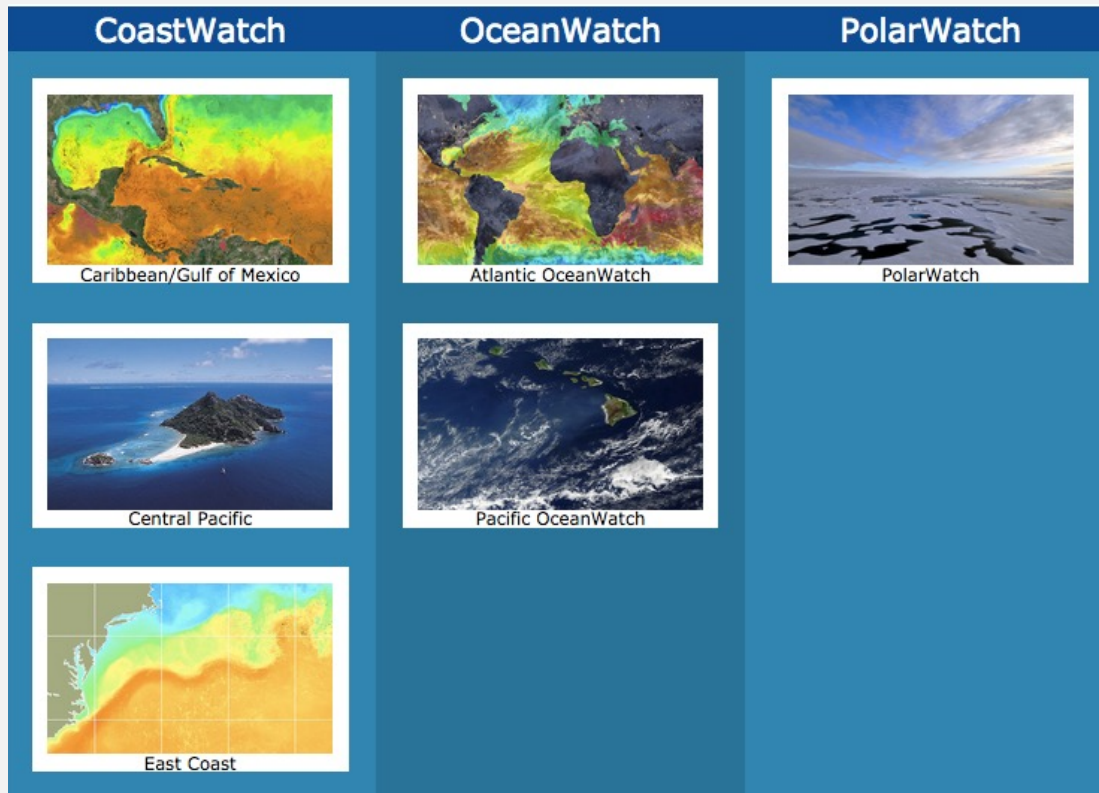 CoastWatch
OceanWatch
PolarWatch
Caribbean/Gulf of Mexico
Atlantic OceanWatch
PolarWatch
Central Pacific
Pacific OceanWatch
East Coast